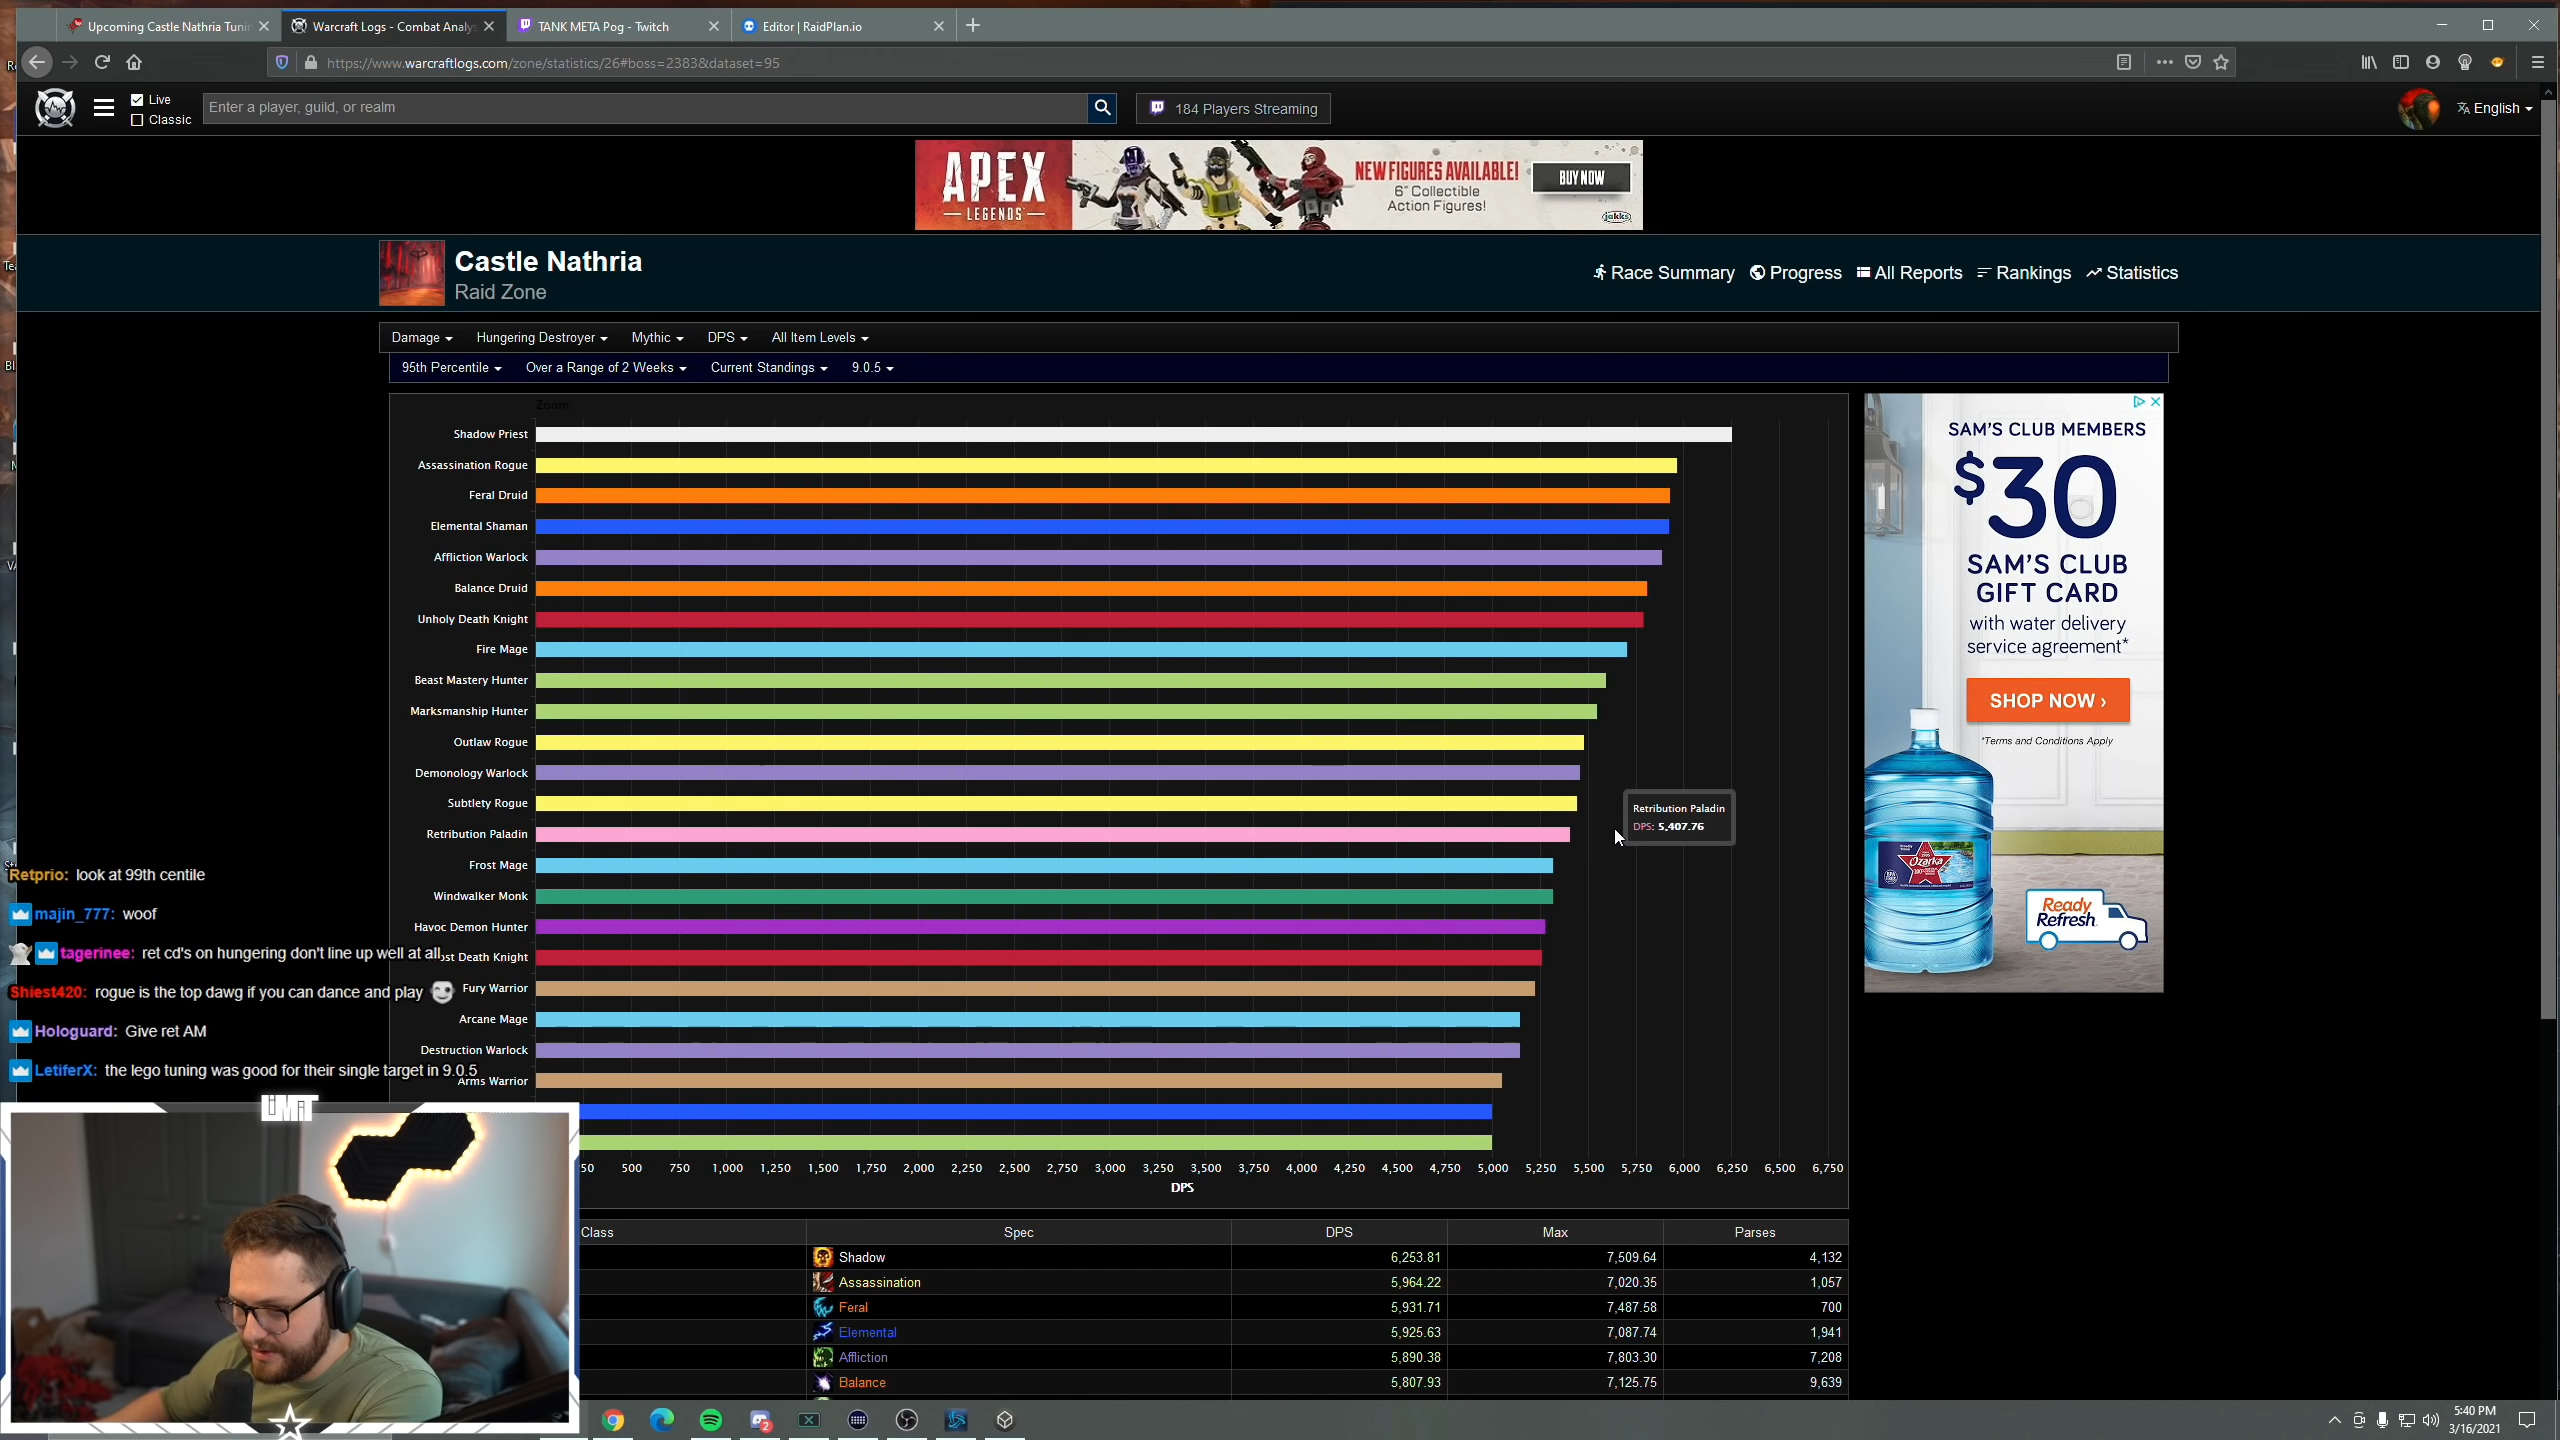 Upcoming Castle Nathria Tuni
Warcraft Logs - Combat Analys
TANK META Pog - Twitch
Editor | RaidPlan.io
https://www.warcraftlogs.com/zone/statistics/26#boss=2383&dataset=95
Live
Classic
Enter a player, guild, or realm
184 Players Streaming
English
APEX
LEGENDS
NEW FIGURES AVAILABLE!
6" Collectible
Action Figures!
BUY NOW
jakks
Castle Nathria
Raid Zone
Race Summary Progress All Reports Rankings Statistics
Damage Hungering Destroyer Mythic DPS All Item Levels
95th Percentile Over a Range of 2 Weeks Current Standings 9.0.5
Zoom
Shadow Priest
Assassination Rogue
Feral Druid
Elemental Shaman
Affliction Warlock
Balance Druid
Unholy Death Knight
Fire Mage
Beast Mastery Hunter
Marksmanship Hunter
Outlaw Rogue
Demonology Warlock
Subtlety Rogue
Retribution Paladin
Frost Mage
Windwalker Monk
Havoc Demon Hunter
ost Death Knight
Fury Warrior
Arcane Mage
Destruction Warlock
Arms Warrior
Retribution Paladin
DPS: 5,407.76
50 500 750 1,000 1,250 1,500 1,750 2,000 2,250 2,500 2,750 3,000 3,250 3,500 3,750 4,000 4,250 4,500 4,750 5,000 5,250 5,500 5,750 6,000 6,250 6,500 6,750
DPS
Class Spec DPS Max Parses
Shadow 6,253.81 7,509.64 4,132
Assassination 5,964.22 7,020.35 1,057
Feral 5,931.71 7,487.58 700
Elemental 5,925.63 7,087.74 1,941
Affliction 5,890.38 7,803.30 7,208
Balance 5,807.93 7,125.75 9,639
SAM'S CLUB MEMBERS
$30
SAM'S CLUB
GIFT CARD
with water delivery
service agreement*
SHOP NOW ›
*Terms and Conditions Apply
Ozarka
Ready
Refresh
Retprio: look at 99th centile
majin_777: woof
tagerinee: ret cd's on hungering don't line up well at all
Shiest420: rogue is the top dawg if you can dance and play
Hologuard: Give ret AM
LetiferX: the lego tuning was good for their single target in 9.0.5
LIMIT
2
5:40 PM
3/16/2021